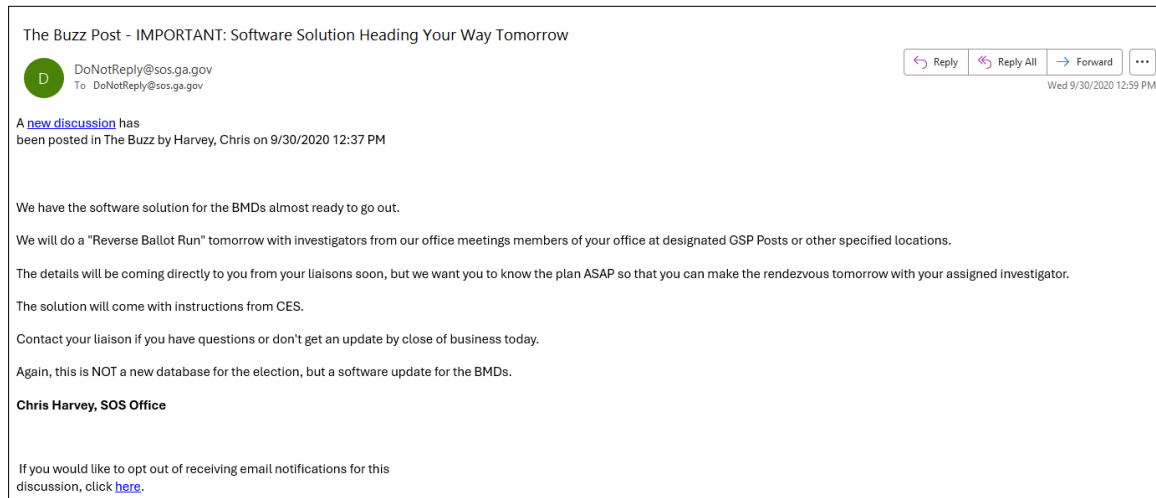 The Buzz Post - IMPORTANT: Software Solution Heading Your Way Tomorrow
D
DoNotReply@sos.ga.gov
To DoNotReply@sos.ga.gov
Reply
Reply All
Forward
Wed 9/30/2020 12:59 PM
A new discussion has
been posted in The Buzz by Harvey, Chris on 9/30/2020 12:37 PM
We have the software solution for the BMDs almost ready to go out.
We will do a "Reverse Ballot Run" tomorrow with investigators from our office meetings members of your office at designated GSP Posts or other specified locations.
The details will be coming directly to you from your liaisons soon, but we want you to know the plan ASAP so that you can make the rendezvous tomorrow with your assigned investigator.
The solution will come with instructions from CES.
Contact your liaison if you have questions or don't get an update by close of business today.
Again, this is NOT a new database for the election, but a software update for the BMDs.
Chris Harvey, SOS Office
If you would like to opt out of receiving email notifications for this
discussion, click here.